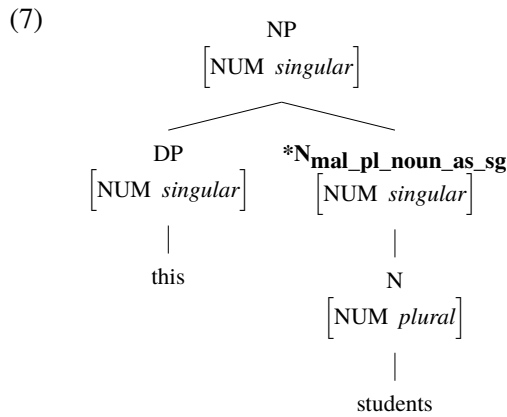 (7)
NP
[NUM singular]
DP *Nmal_pl_noun_as_sg
[NUM singular] [NUM singular]
this N
[NUM plural]
students